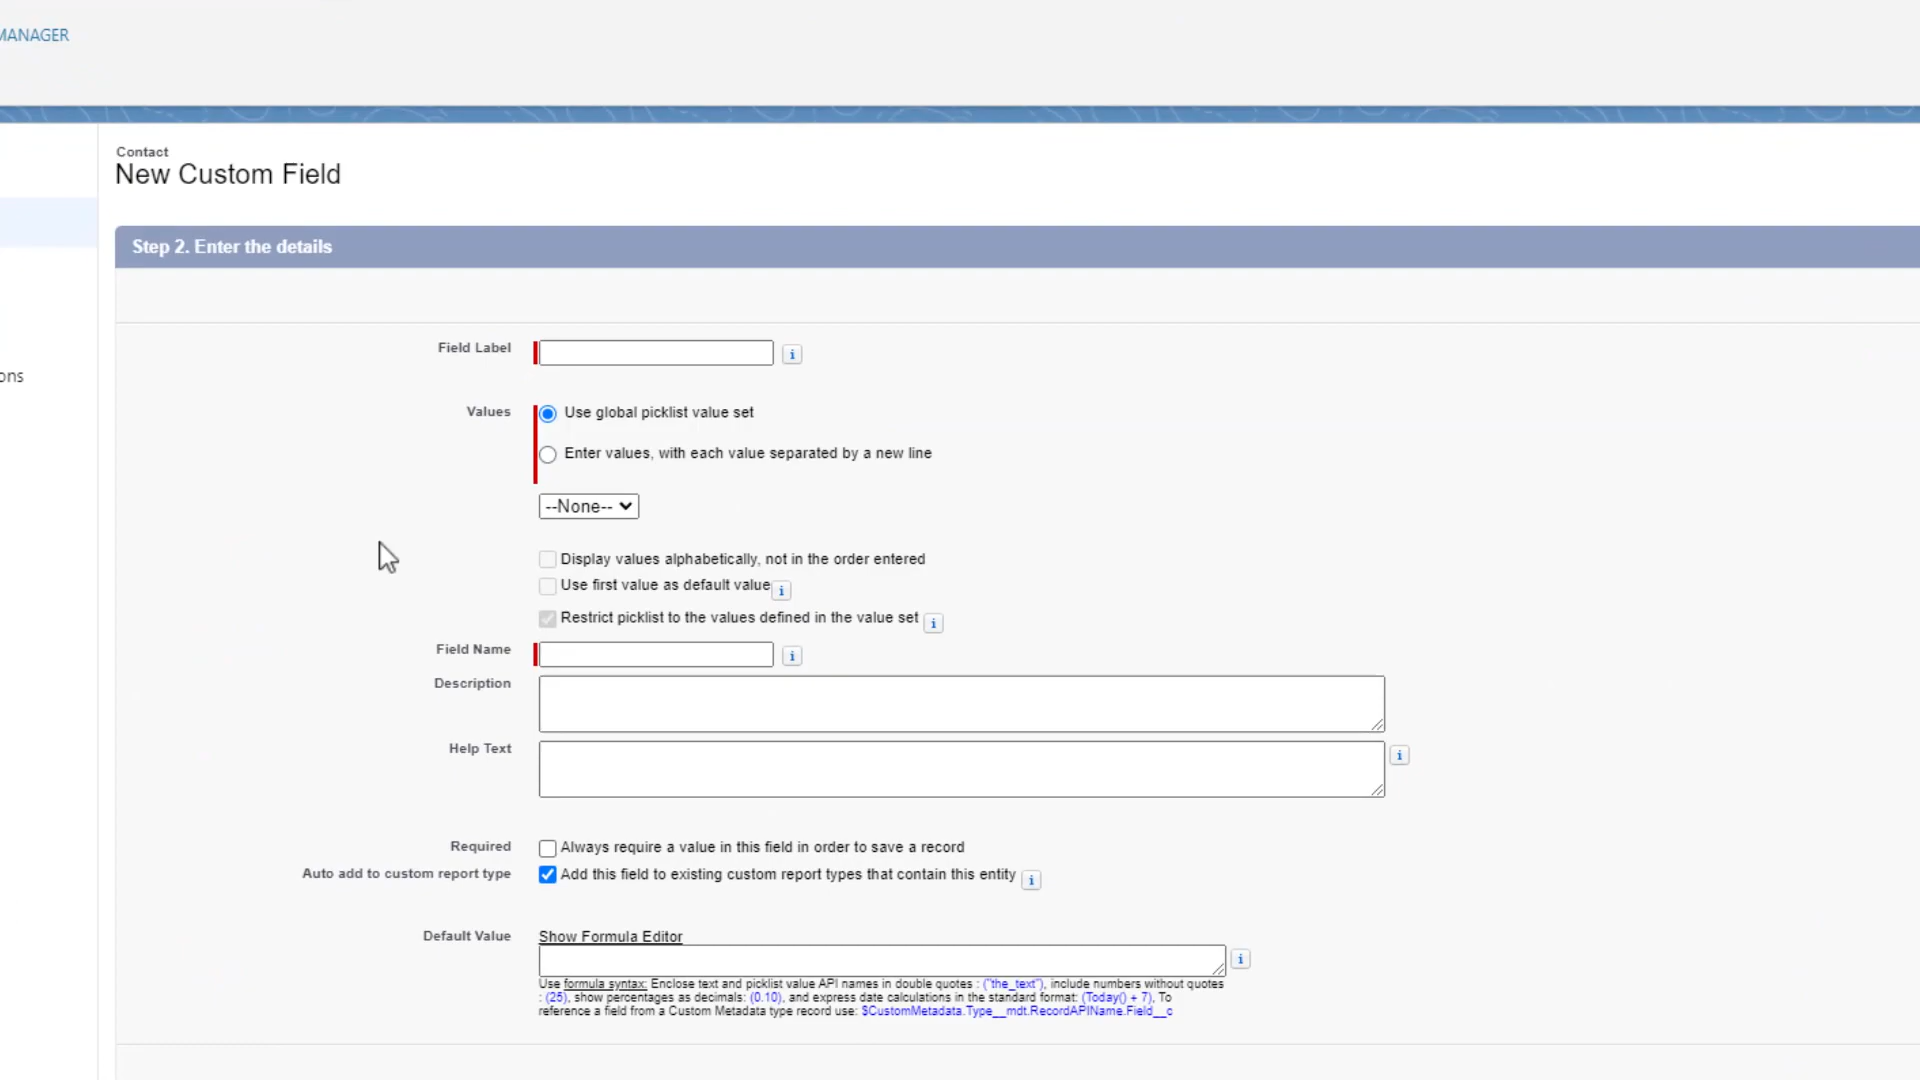 MANAGER
Contact
New Custom Field
Step 2. Enter the details
ons
Field Label
Values
Use global picklist value set
Enter values, with each value separated by a new line
--None--
Display values alphabetically, not in the order entered
Use first value as default value
Restrict picklist to the values defined in the value set
Field Name
Description
Help Text
Required
Always require a value in this field in order to save a record
Auto add to custom report type
Add this field to existing custom report types that contain this entity
Default Value
Show Formula Editor
Use formula syntax: Enclose text and picklist value API names in double quotes : ("the_text"), include numbers without quotes
: (25), show percentages as decimals: (0.10), and express date calculations in the standard format: (Today() + 7), To
reference a field from a Custom Metadata type record use: $CustomMetadata.Type__mdt.RecordAPIName.Field__c